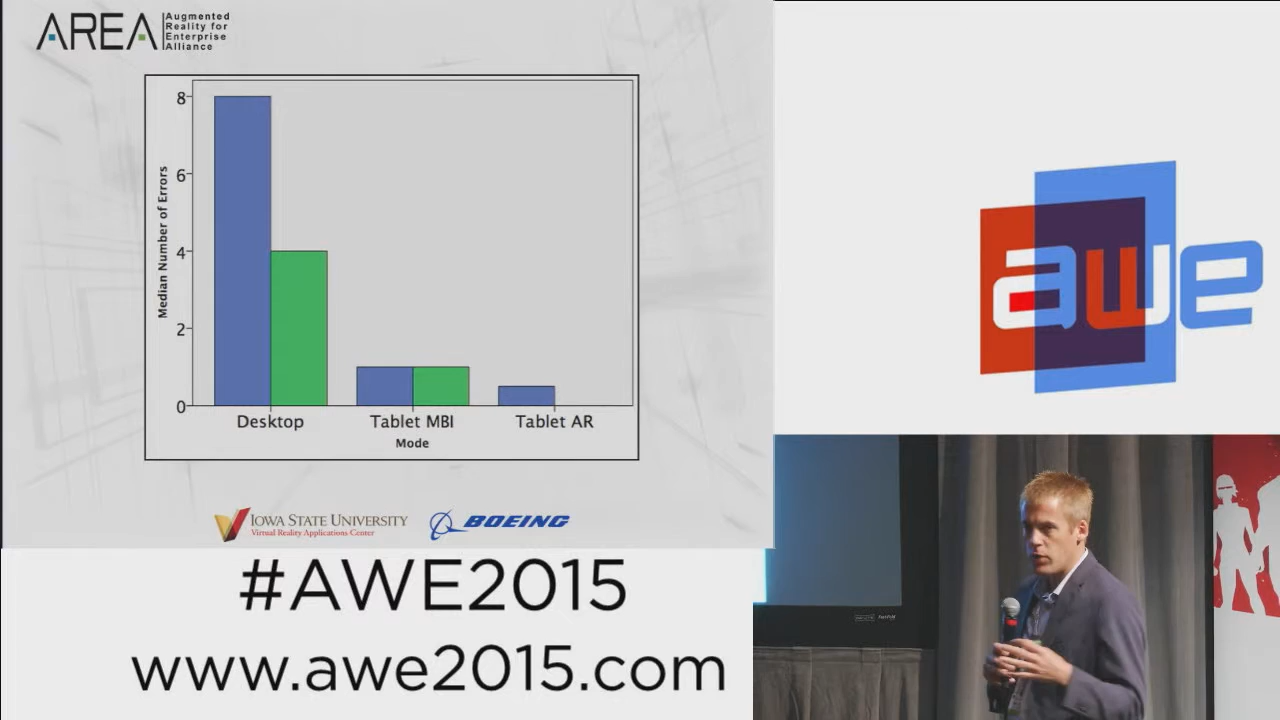 AREA
Augmented
Reality for
Enterprise
Alliance
8
6
4
2
0
Median Number of Errors
Desktop
Tablet MBI
Tablet AR
Mode
IOWA STATE UNIVERSITY
Virtual Reality Applications Center
BOEING
#AWE2015
www.awe2015.com
awe